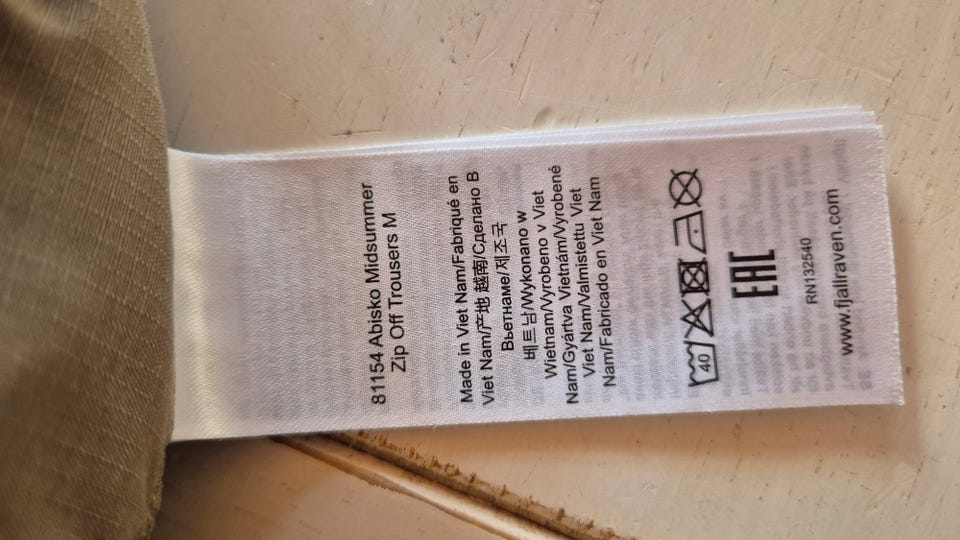 81154 Abisko Midsummer
Zip Off Trousers M
Made in Viet Nam/Fabriqué en
Viet Nam/产地 越南/Сделано В
Вьетнаме/제조국
베트남/Wykonano w
Wietnam/Vyrobeno v Viet
Nam/Gyártva Vietnám/Vyrobené
Viet Nam/Valmistettu Viet
Nam/Fabricado en Viet Nam
40
EAC
RN132540
www.fjallraven.com